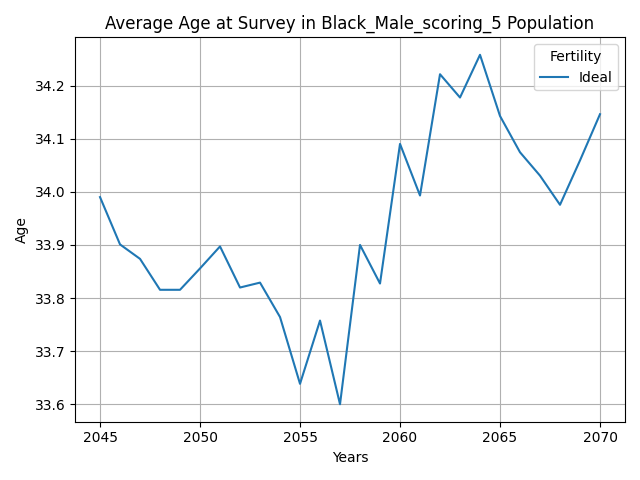 Average Age at Survey in Black_Male_scoring_5 Population
Fertility
Ideal
34.2
34.1
34.0
33.9
33.8
33.7
33.6
Age
2045 2050 2055 2060 2065 2070
Years